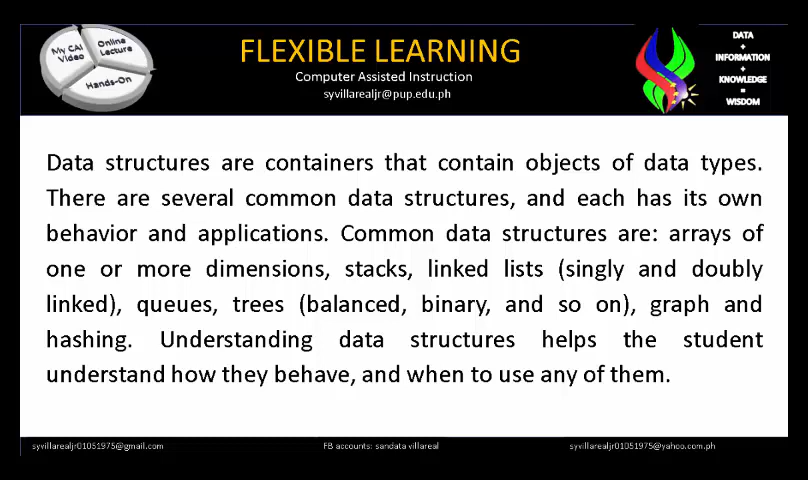 My CAI
Video
Online
Lecture
Hands-On
FLEXIBLE LEARNING
Computer Assisted Instruction
syvillarealjr@pup.edu.ph
DATA
+
INFORMATION
+
KNOWLEDGE
=
WISDOM
Data structures are containers that contain objects of data types.
There are several common data structures, and each has its own
behavior and applications. Common data structures are: arrays of
one or more dimensions, stacks, linked lists (singly and doubly
linked), queues, trees (balanced, binary, and so on), graph and
hashing. Understanding data structures helps the student
understand how they behave, and when to use any of them.
syvillarealjr01051975@gmail.com
FB accounts: sandata villareal
syvillarealjr01051975@yahoo.com.ph